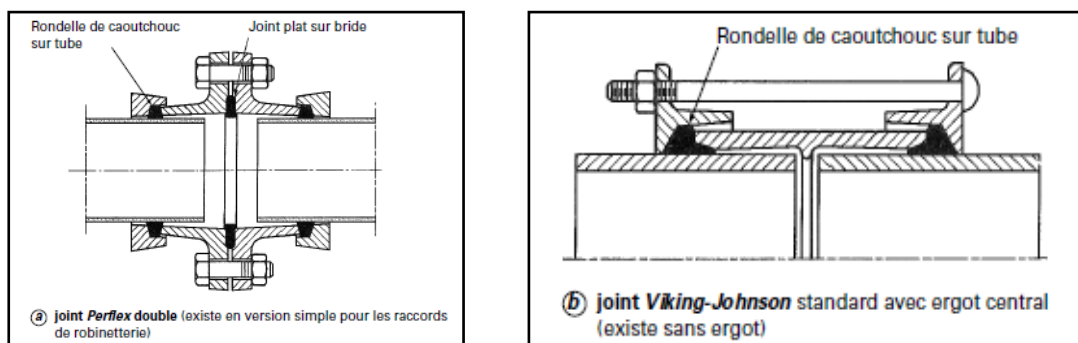 Rondelle de caoutchouc
sur tube
Joint plat sur bride
ⓐ joint Perflex double (existe en version simple pour les raccords
de robinetterie)
Rondelle de caoutchouc sur tube
ⓑ joint Viking-Johnson standard avec ergot central
(existe sans ergot)